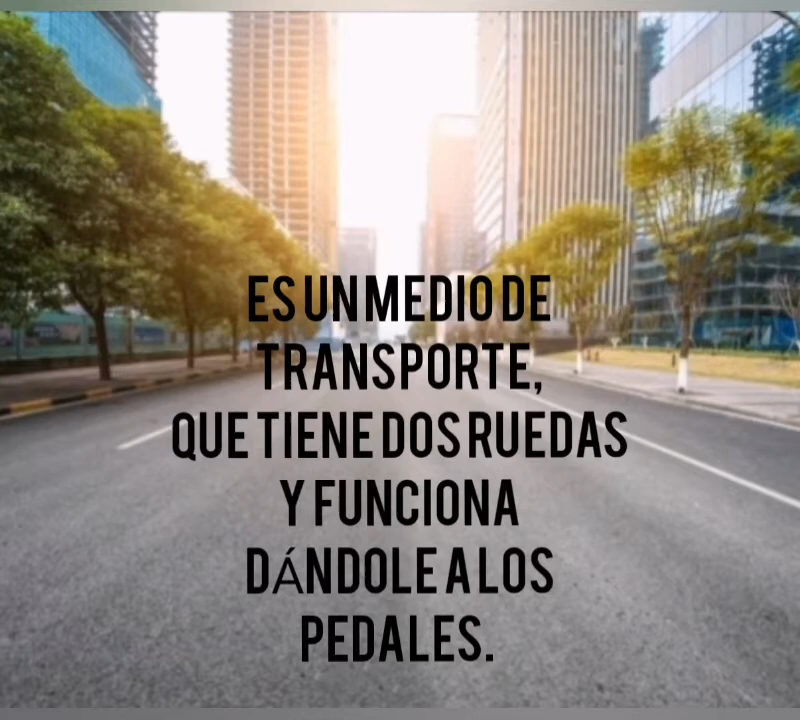 ES UN MEDIO DE
TRANSPORTE,
QUE TIENE DOS RUEDAS
Y FUNCIONA
DÁNDOLE A LOS
PEDALES.